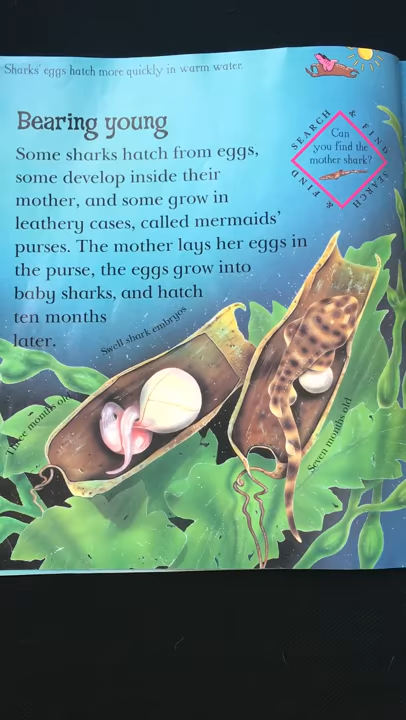 Sharks' eggs hatch more quickly in warm water.
Bearing young
Some sharks hatch from eggs,
some develop inside their
mother, and some grow in
leathery cases, called mermaids'
purses. The mother lays her eggs in
the purse, the eggs grow into
baby sharks, and hatch
ten months
later.
SEARCH & FIND
SEARCH & FIND
Can
you find the
mother shark?
Swell shark embryos
Three months old
Seven months old